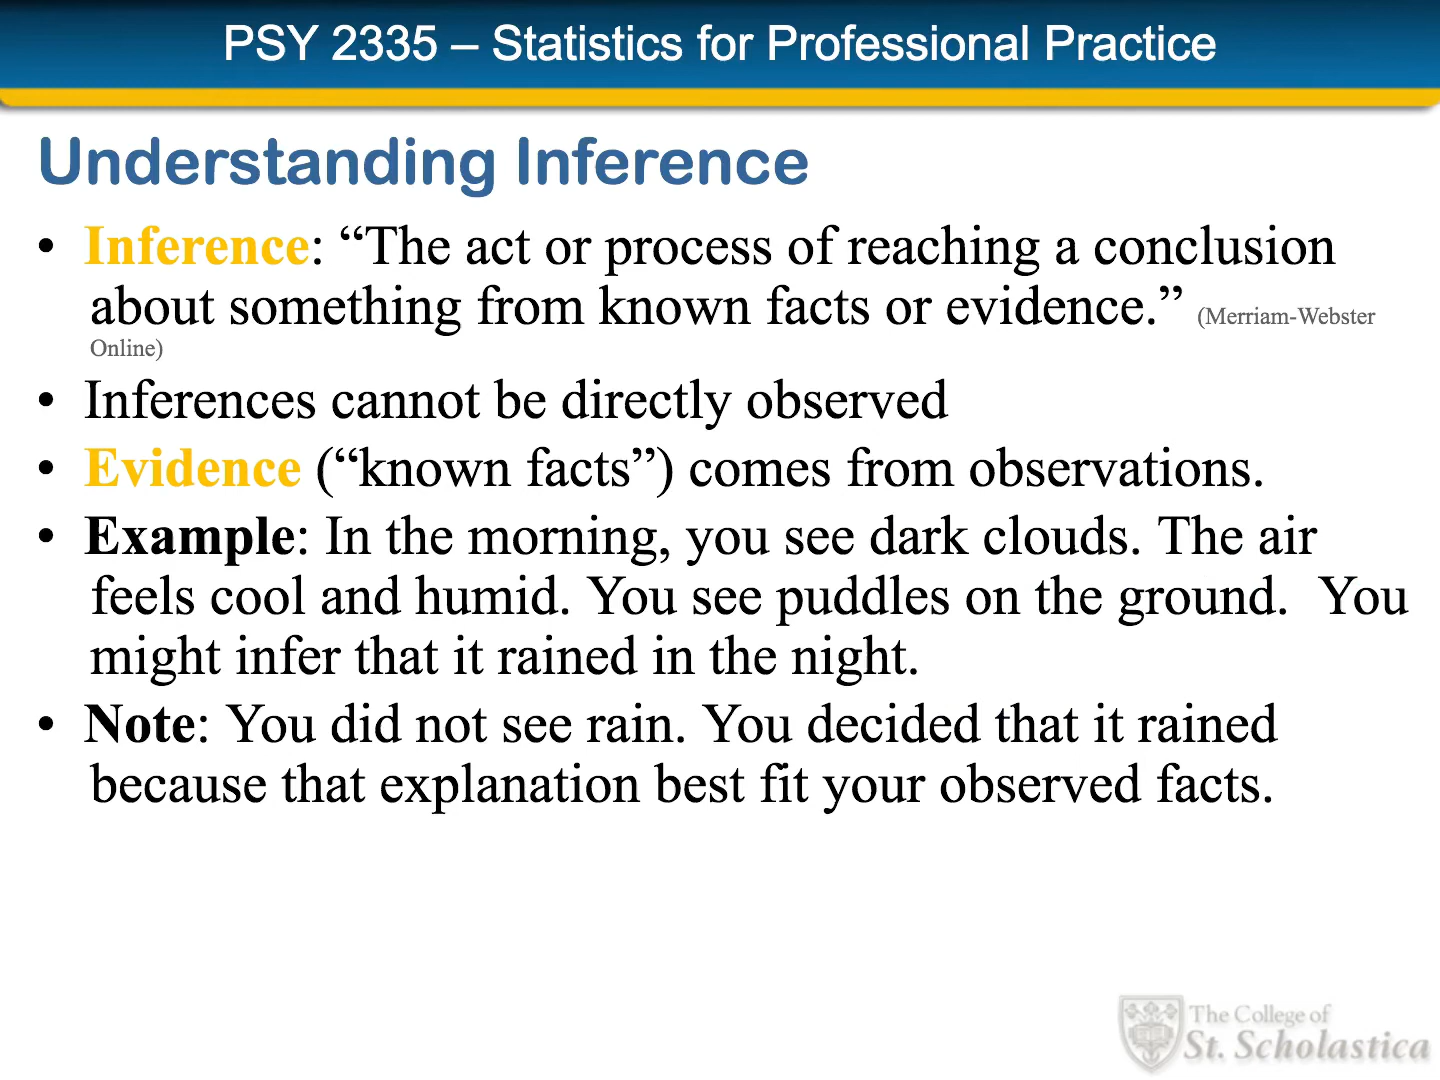 PSY 2335 – Statistics for Professional Practice
Understanding Inference
• Inference: “The act or process of reaching a conclusion
about something from known facts or evidence.” (Merriam-Webster
Online)
• Inferences cannot be directly observed
• Evidence (“known facts”) comes from observations.
• Example: In the morning, you see dark clouds. The air
feels cool and humid. You see puddles on the ground.  You
might infer that it rained in the night.
• Note: You did not see rain. You decided that it rained
because that explanation best fit your observed facts.
The College of
St. Scholastica